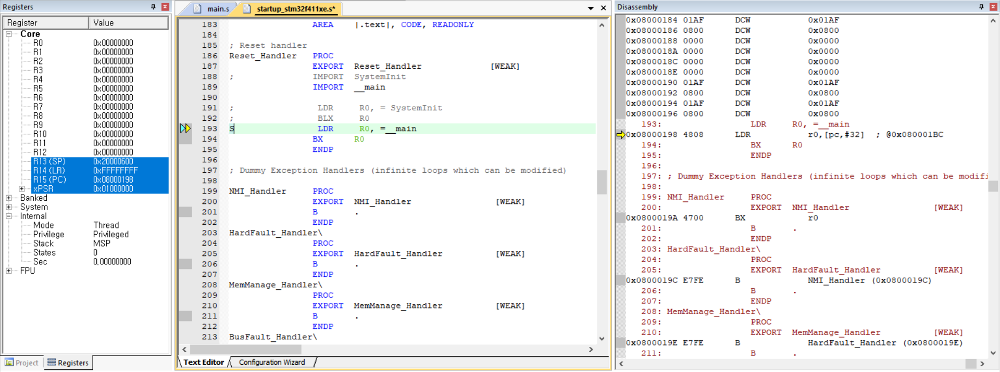 Registers
Register Value
Core
R0 0x00000000
R1 0x00000000
R2 0x00000000
R3 0x00000000
R4 0x00000000
R5 0x00000000
R6 0x00000000
R7 0x00000000
R8 0x00000000
R9 0x00000000
R10 0x00000000
R11 0x00000000
R12 0x00000000
R13 (SP) 0x20000600
R14 (LR) 0xFFFFFFFF
R15 (PC) 0x08000198
xPSR 0x01000000
Banked
System
Internal
Mode Thread
Privilege Privileged
Stack MSP
States 0
Sec 0,00000000
FPU
Project Registers
main.s startup_stm32f411xe.s*
183 AREA |.text|, CODE, READONLY
184
185 ; Reset handler
186 Reset_Handler PROC
187 EXPORT Reset_Handler [WEAK]
188 ; IMPORT SystemInit
189 IMPORT __main
190
191 ; LDR R0, = SystemInit
192 ; BLX R0
193 S LDR R0, =__main
194 BX R0
195 ENDP
196
197 ; Dummy Exception Handlers (infinite loops which can be modified)
198
199 NMI_Handler PROC
200 EXPORT NMI_Handler [WEAK]
201 B .
202 ENDP
203 HardFault_Handler\
204 PROC
205 EXPORT HardFault_Handler [WEAK]
206 B .
207 ENDP
208 MemManage_Handler\
209 PROC
210 EXPORT MemManage_Handler [WEAK]
211 B .
212 ENDP
213 BusFault_Handler\
Text Editor Configuration Wizard
Disassembly
0x08000184 01AF DCW 0x01AF
0x08000186 0800 DCW 0x0800
0x08000188 0000 DCW 0x0000
0x0800018A 0000 DCW 0x0000
0x0800018C 0000 DCW 0x0000
0x0800018E 0000 DCW 0x0000
0x08000190 01AF DCW 0x01AF
0x08000192 0800 DCW 0x0800
0x08000194 01AF DCW 0x01AF
0x08000196 0800 DCW 0x0800
193: LDR R0, =__main
0x08000198 4808 LDR r0,[pc,#32] ; @0x080001BC
194: BX R0
195: ENDP
196:
197: ; Dummy Exception Handlers (infinite loops which can be modifi
198:
199: NMI_Handler PROC
200: EXPORT NMI_Handler [WEAK]
0x0800019A 4700 BX r0
201: B .
202: ENDP
203: HardFault_Handler\
204: PROC
205: EXPORT HardFault_Handler [WEAK]
0x0800019C E7FE B NMI_Handler (0x0800019C)
206: B .
207: ENDP
208: MemManage_Handler\
209: PROC
210: EXPORT MemManage_Handler [WEAK]
0x0800019E E7FE B HardFault_Handler (0x0800019E)
211: B .